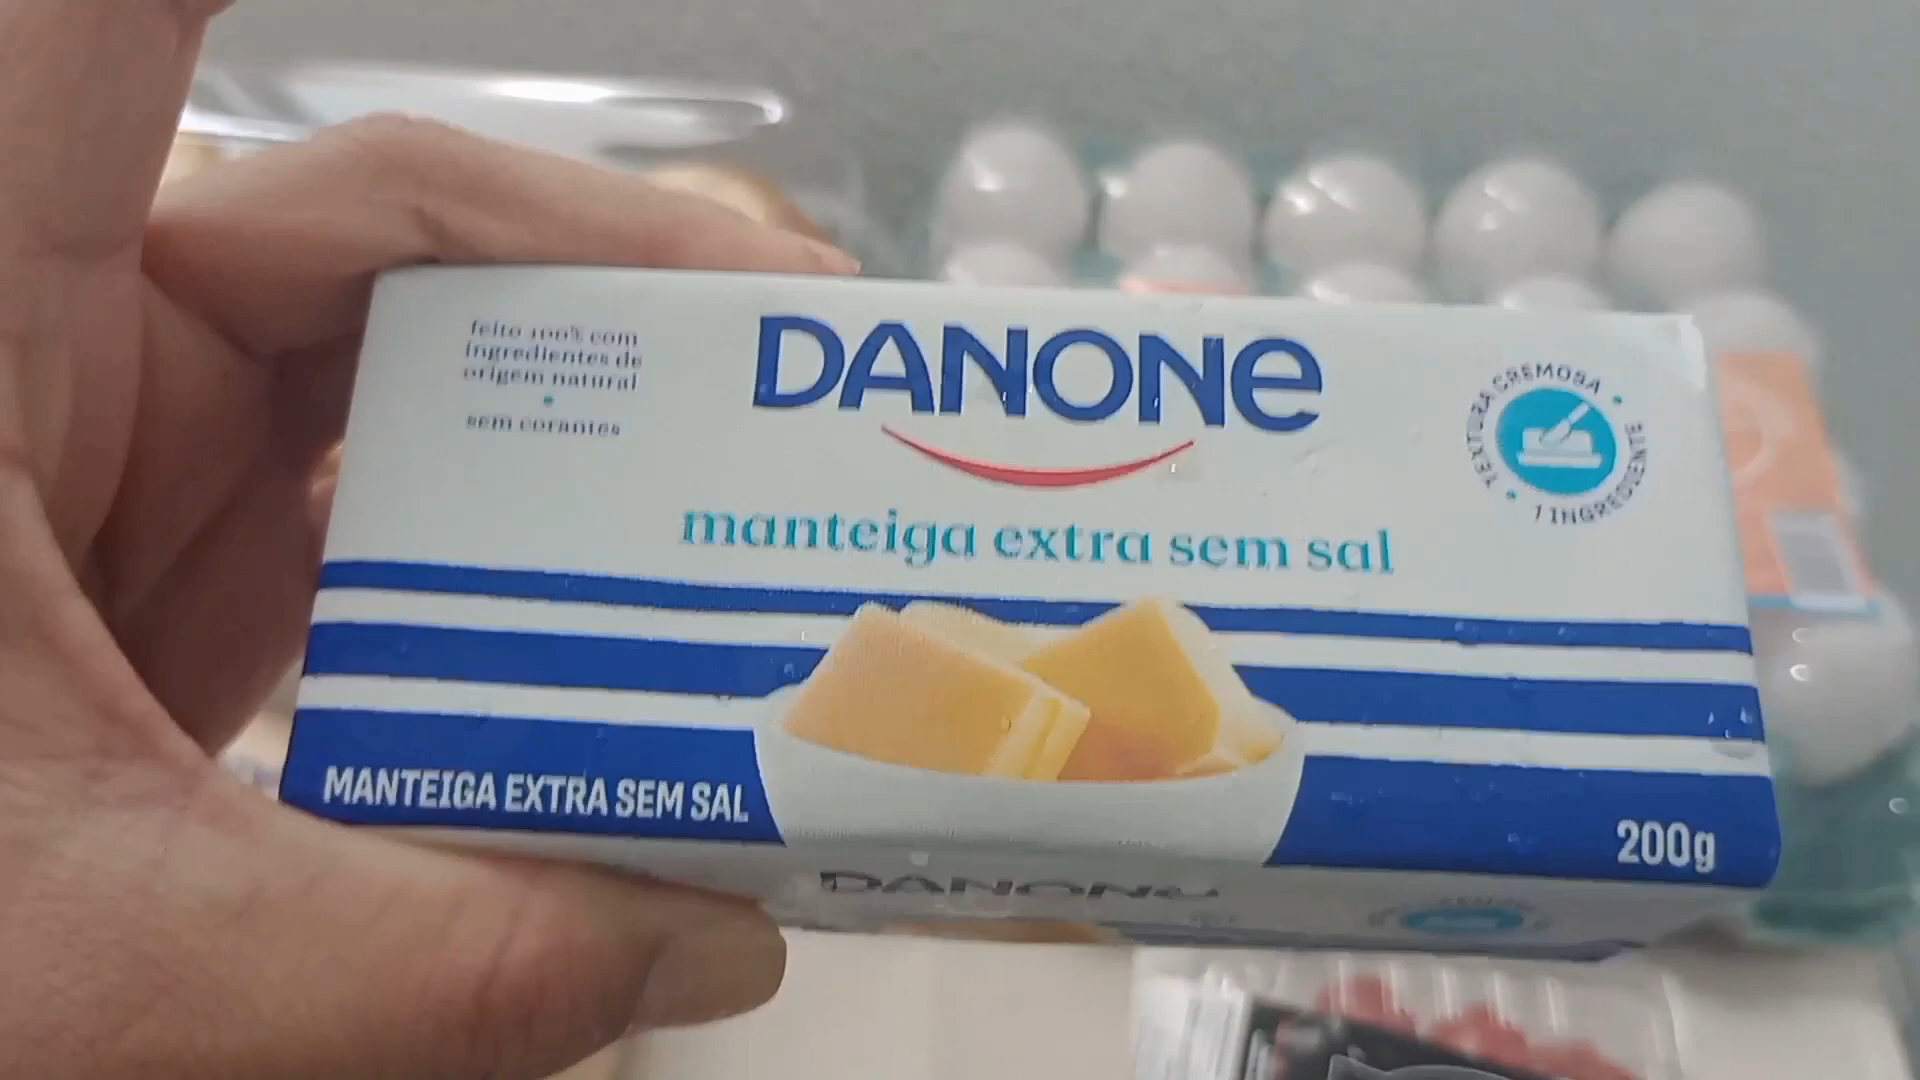 feito 100% com
ingredientes de
origem natural
sem corantes
DANONE
TEXTURA CREMOSA
1 INGREDIENTE
manteiga extra sem sal
MANTEIGA EXTRA SEM SAL
200g
DANONE